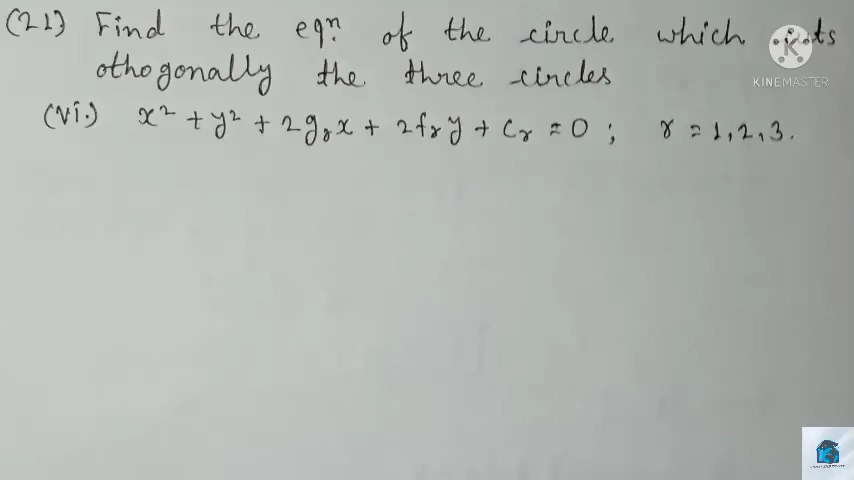 (21) Find the eqⁿ. of the circle which cuts
othogonally the three circles
(vi.) x² + y² + 2gᵣx + 2fᵣy + cᵣ = 0 ; r = 1, 2, 3.
KINEMASTER